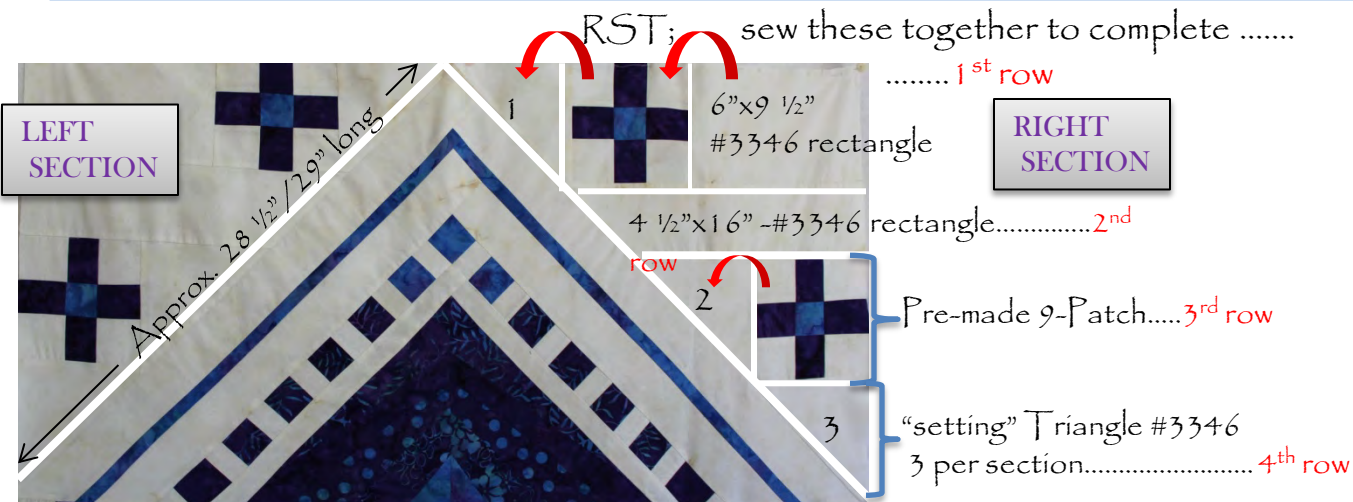 RST; sew these together to complete .......
........ 1st row
LEFT
SECTION
Approx. 28 ½”/29” long
1
6”x9 ½”
#3346 rectangle
RIGHT
SECTION
4 ½”x16” -#3346 rectangle..............2nd
row
2
Pre-made 9-Patch.....3rd row
3
“setting” Triangle #3346
3 per section......................... 4th row